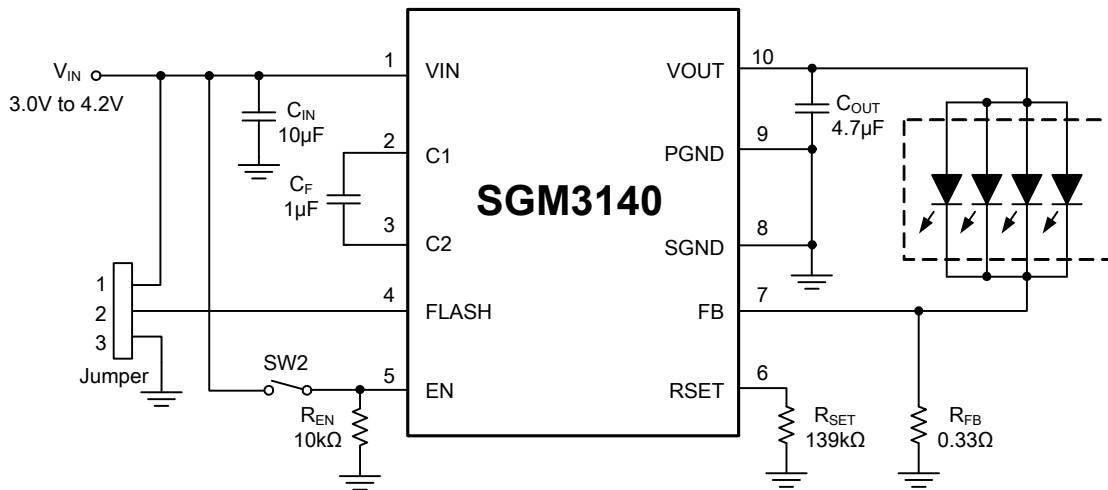 V_IN
3.0V to 4.2V
C_IN
10µF
C_F
1µF
1
2
3
Jumper
SW2
R_EN
10kΩ
1
2
3
4
5
VIN
C1
C2
FLASH
EN
SGM3140
VOUT
PGND
SGND
FB
RSET
10
9
8
7
6
C_OUT
4.7µF
R_SET
139kΩ
R_FB
0.33Ω